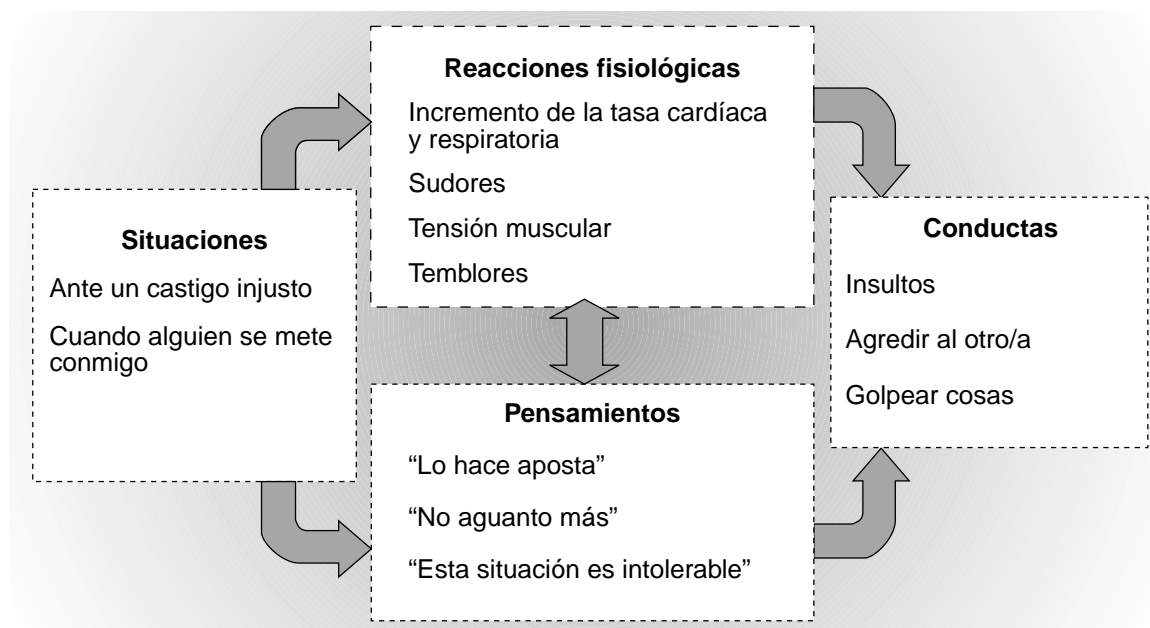 Reacciones fisiológicas
Incremento de la tasa cardíaca
y respiratoria
Sudores
Tensión muscular
Temblores
Situaciones
Ante un castigo injusto
Cuando alguien se mete
conmigo
Conductas
Insultos
Agredir al otro/a
Golpear cosas
Pensamientos
“Lo hace aposta”
“No aguanto más”
“Esta situación es intolerable”